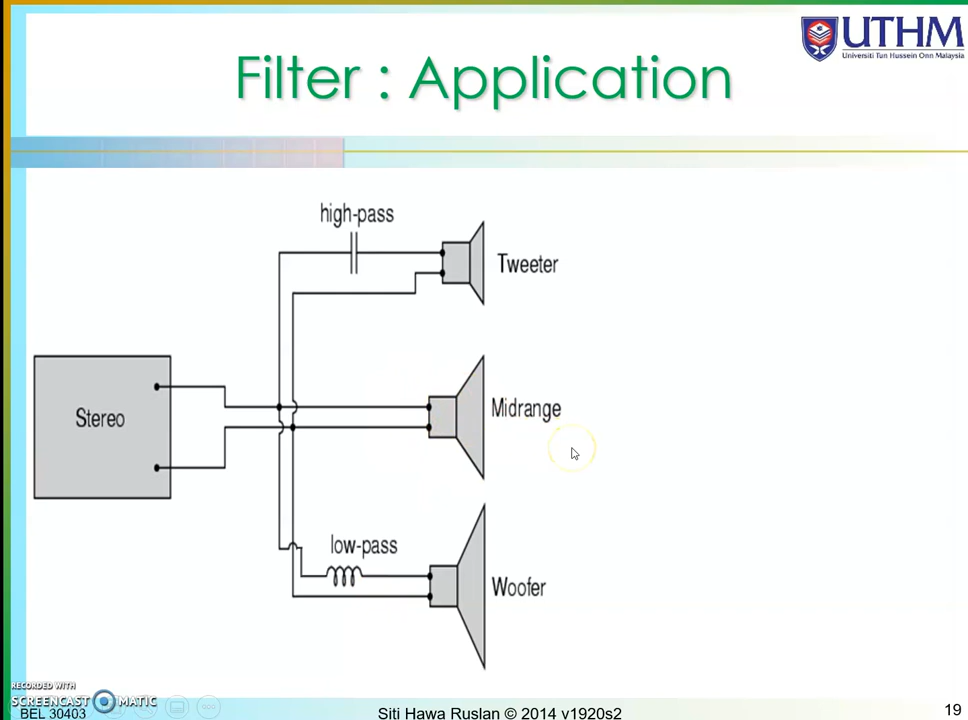 UTHM
Universiti Tun Hussein Onn Malaysia
Filter : Application
high-pass
Tweeter
Stereo
Midrange
low-pass
Woofer
RECORDED WITH
SCREENCAST MATIC
BEL 30403
Siti Hawa Ruslan © 2014 v1920s2
19